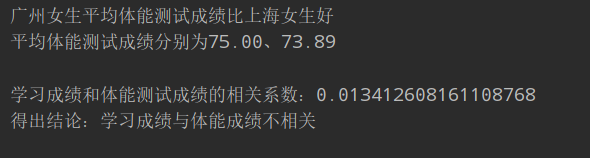 广州女生平均体能测试成绩比上海女生好
平均体能测试成绩分别为75.00、73.89
学习成绩和体能测试成绩的相关系数：0.013412608161108768
得出结论：学习成绩与体能成绩不相关